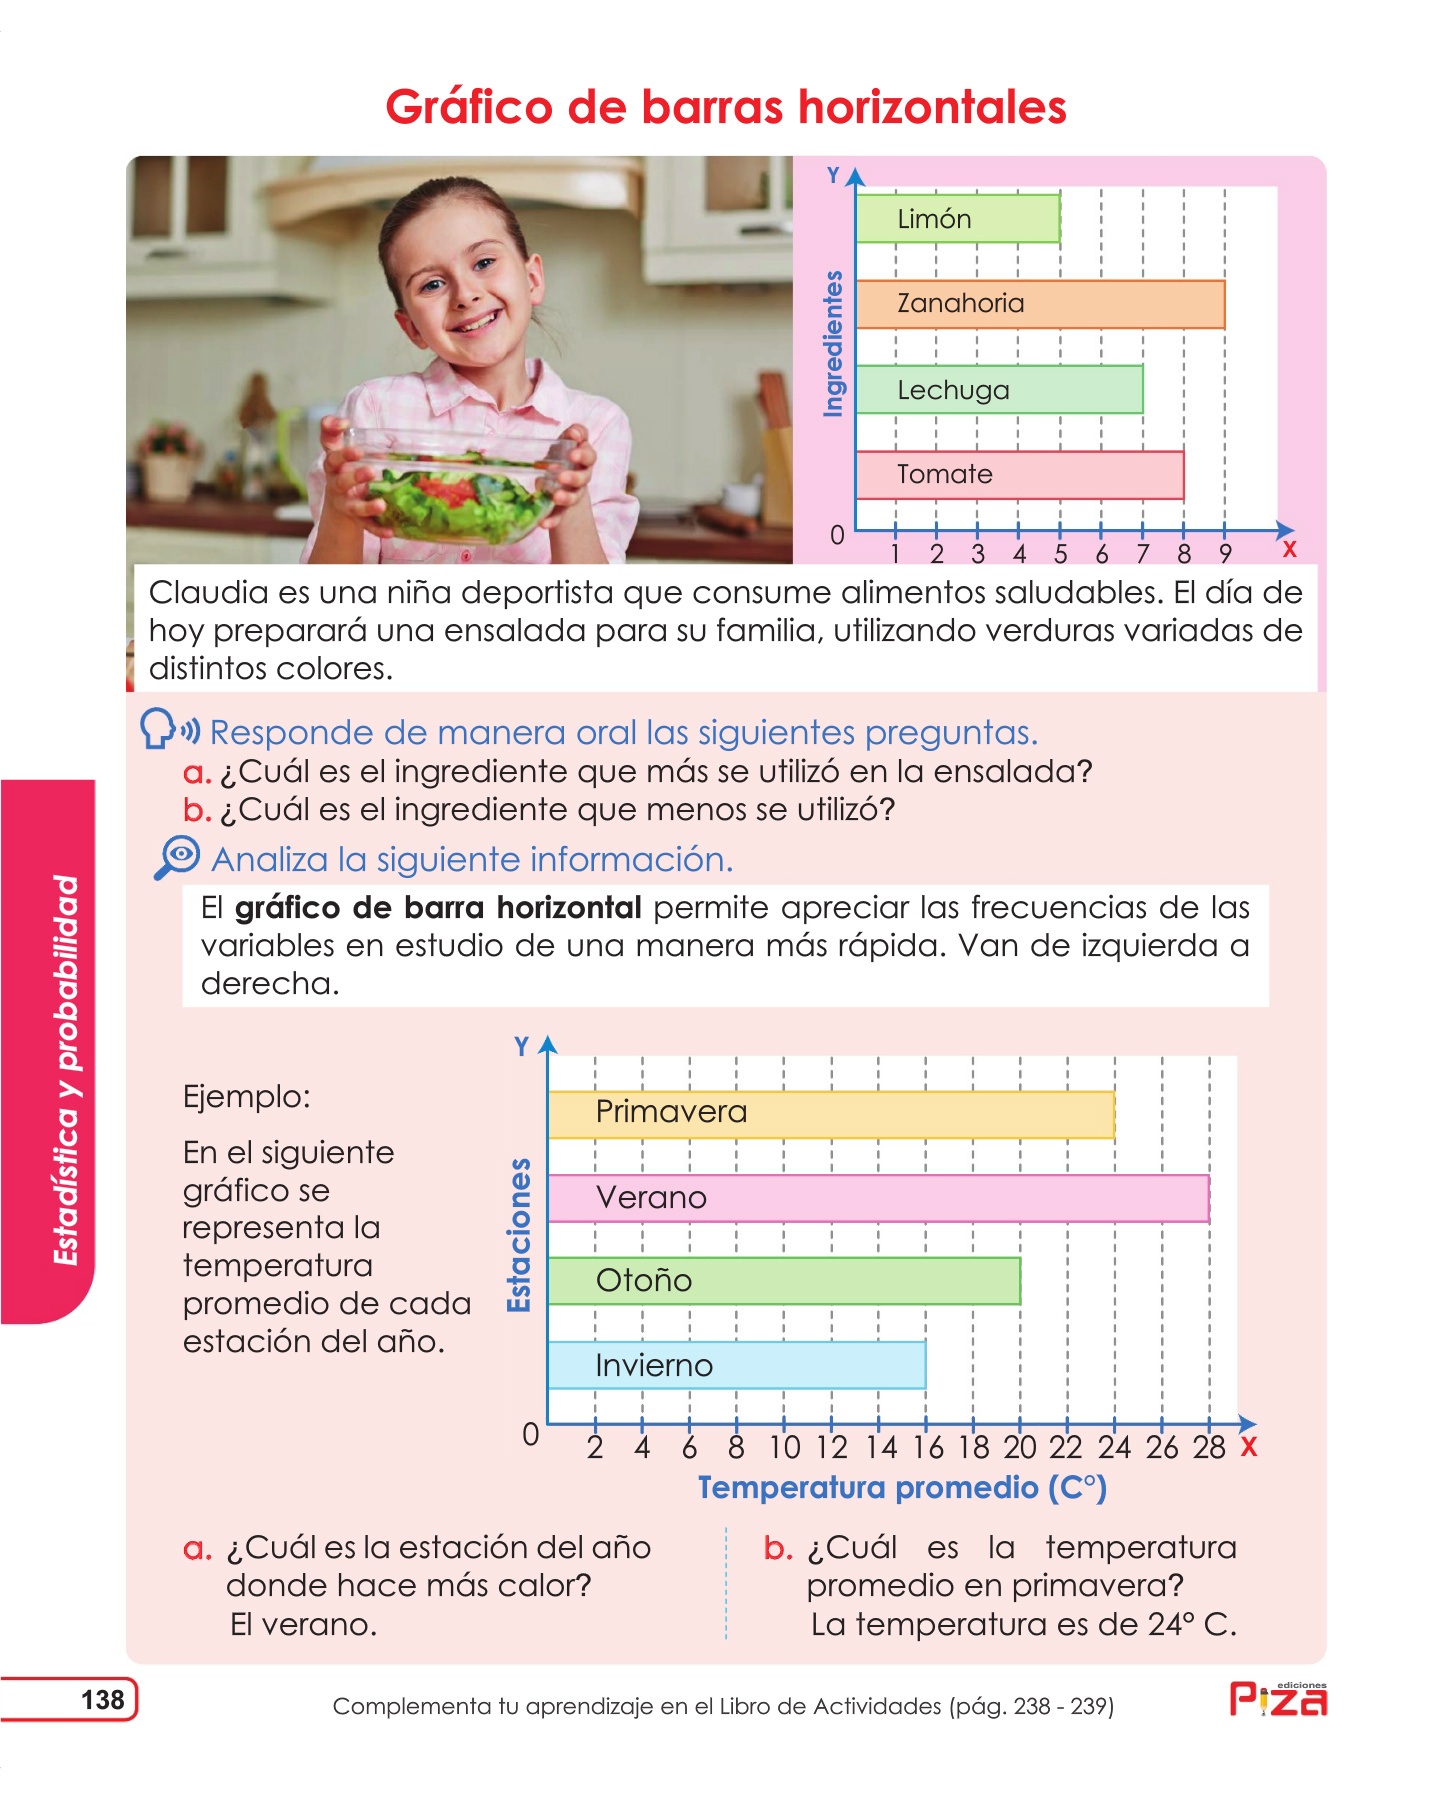 Gráfico de barras horizontales
Y
Ingredientes
Limón
Zanahoria
Lechuga
Tomate
0
1 2 3 4 5 6 7 8 9 X
Claudia es una niña deportista que consume alimentos saludables. El día de
hoy preparará una ensalada para su familia, utilizando verduras variadas de
distintos colores.
Responde de manera oral las siguientes preguntas.
a. ¿Cuál es el ingrediente que más se utilizó en la ensalada?
b. ¿Cuál es el ingrediente que menos se utilizó?
Analiza la siguiente información.
El gráfico de barra horizontal permite apreciar las frecuencias de las
variables en estudio de una manera más rápida. Van de izquierda a
derecha.
Ejemplo:
En el siguiente
gráfico se
representa la
temperatura
promedio de cada
estación del año.
Y
Estaciones
Primavera
Verano
Otoño
Invierno
0
2 4 6 8 10 12 14 16 18 20 22 24 26 28 X
Temperatura promedio (C°)
a. ¿Cuál es la estación del año
donde hace más calor?
El verano.
b. ¿Cuál es la temperatura
promedio en primavera?
La temperatura es de 24° C.
Estadística y probabilidad
138
Complementa tu aprendizaje en el Libro de Actividades (pág. 238 - 239)
ediciones
Piza